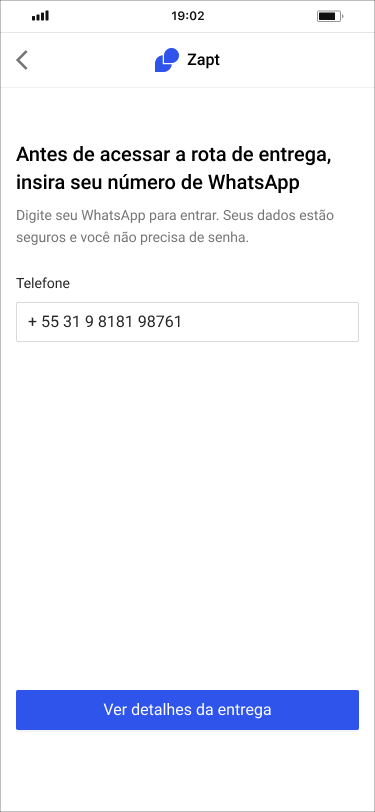 19:02
Zapt
Antes de acessar a rota de entrega,
insira seu número de WhatsApp
Digite seu WhatsApp para entrar. Seus dados estão
seguros e você não precisa de senha.
Telefone
+ 55 31 9 8181 98761
Ver detalhes da entrega